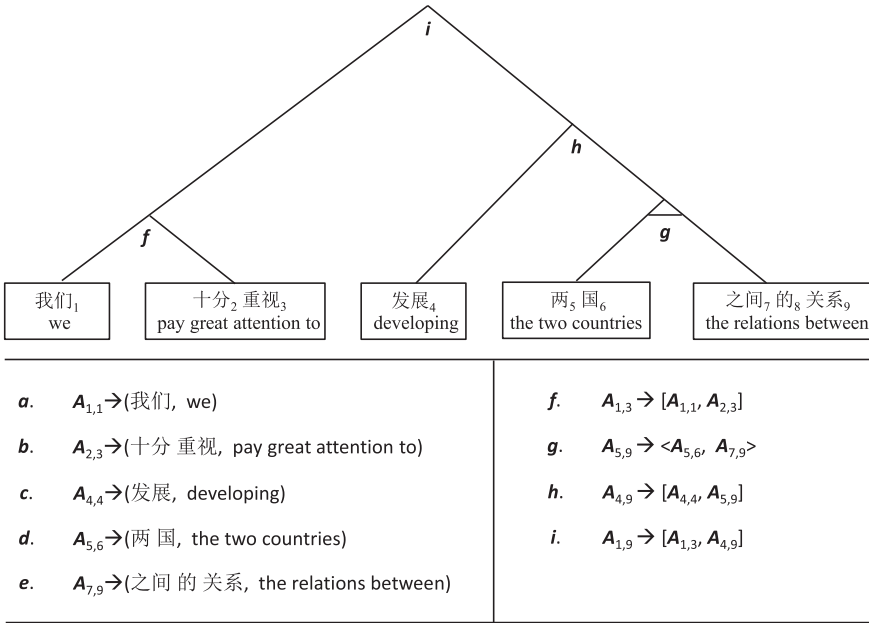 i
h
f
g
我们₁
we
十分₂ 重视₃
pay great attention to
发展₄
developing
两₅ 国₆
the two countries
之间₇ 的₈ 关系₉
the relations between
a. A₁,₁→(我们, we)
b. A₂,₃→(十分 重视, pay great attention to)
c. A₄,₄→(发展, developing)
d. A₅,₆→(两 国, the two countries)
e. A₇,₉→(之间 的 关系, the relations between)
f. A₁,₃ → [A₁,₁, A₂,₃]
g. A₅,₉ → <A₅,₆, A₇,₉>
h. A₄,₉ → [A₄,₄, A₅,₉]
i. A₁,₉ → [A₁,₃, A₄,₉]